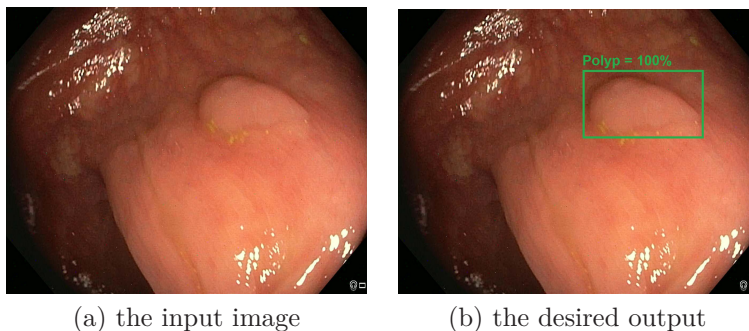 Polyp = 100%
(a) the input image
(b) the desired output